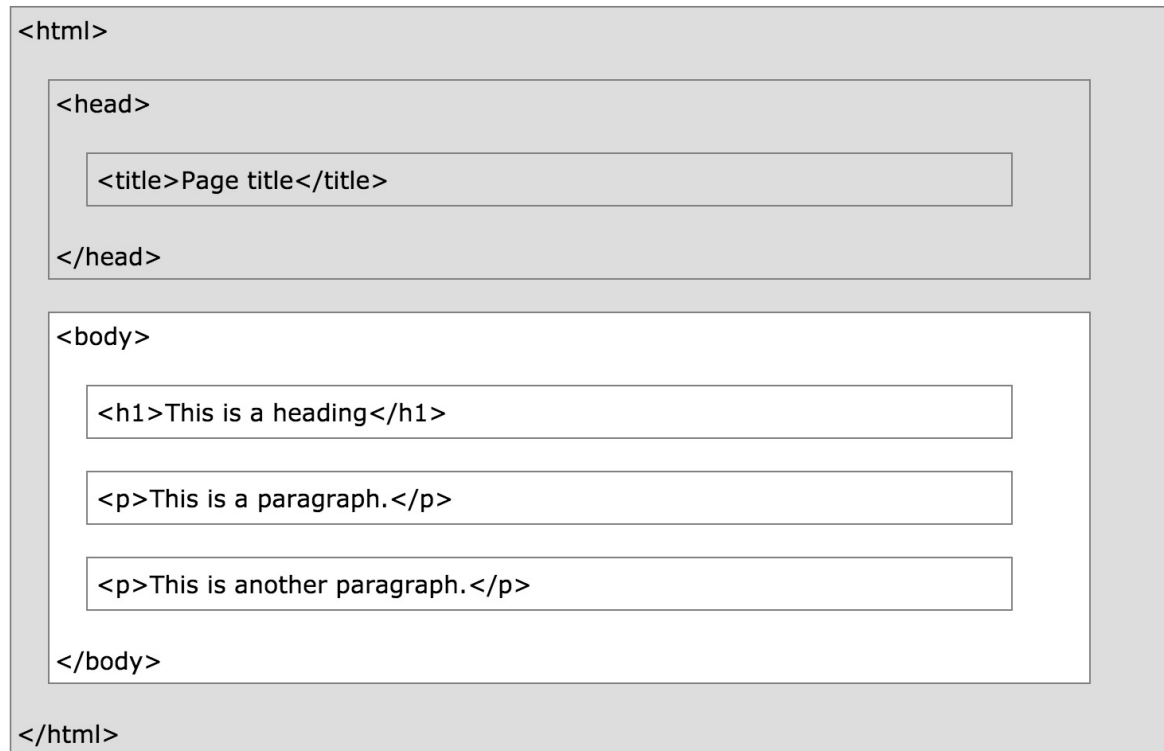 <html>
<head>
<title>Page title</title>
</head>
<body>
<h1>This is a heading</h1>
<p>This is a paragraph.</p>
<p>This is another paragraph.</p>
</body>
</html>